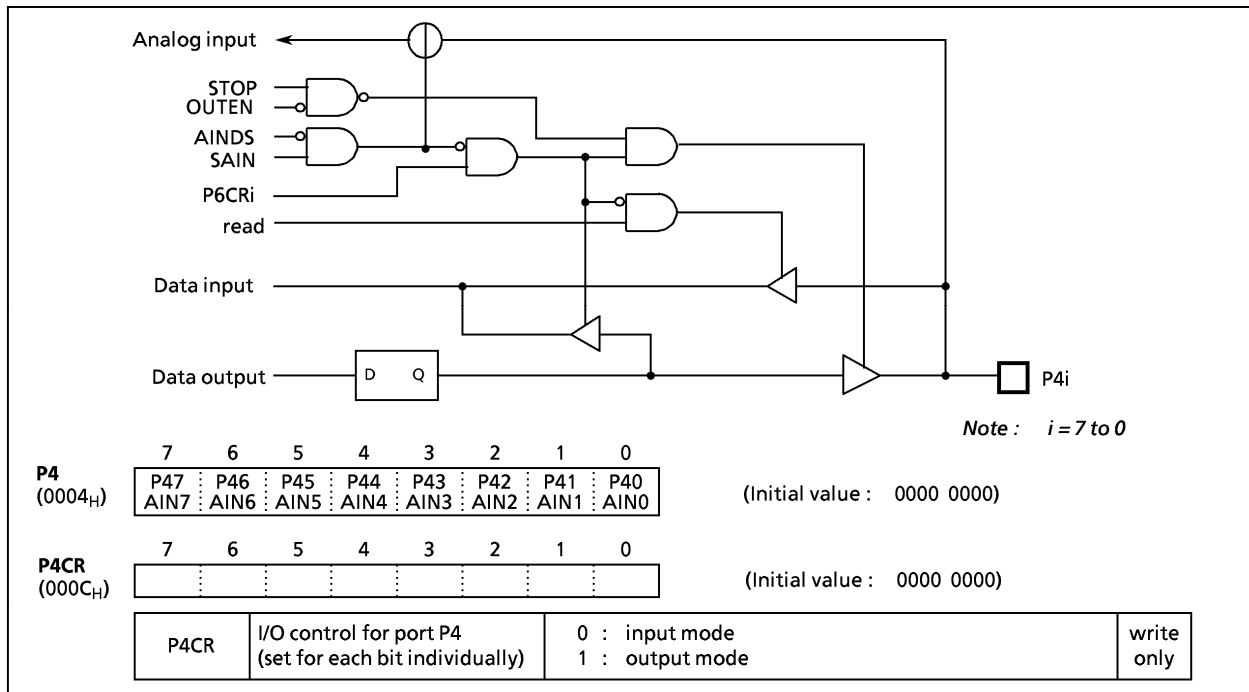 Analog input
STOP
OUTEN
AINDS
SAIN
P6CRi
read
Data input
Data output
D Q
P4i
Note : i = 7 to 0
7 6 5 4 3 2 1 0
P4
(0004H)
P47 P46 P45 P44 P43 P42 P41 P40
AIN7 AIN6 AIN5 AIN4 AIN3 AIN2 AIN1 AIN0
(Initial value : 0000 0000)
7 6 5 4 3 2 1 0
P4CR
(000CH)
(Initial value : 0000 0000)
P4CR
I/O control for port P4
(set for each bit individually)
0 : input mode
1 : output mode
write
only